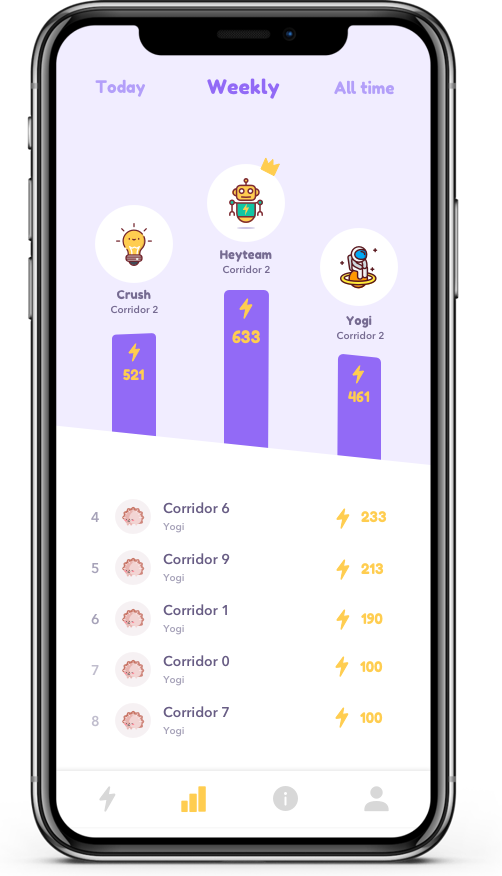 Today Weekly All time
Heyteam
Corridor 2
Crush
Corridor 2
Yogi
Corridor 2
633
521
461
4 Corridor 6 233
Yogi
5 Corridor 9 213
Yogi
6 Corridor 1 190
Yogi
7 Corridor 0 100
Yogi
8 Corridor 7 100
Yogi